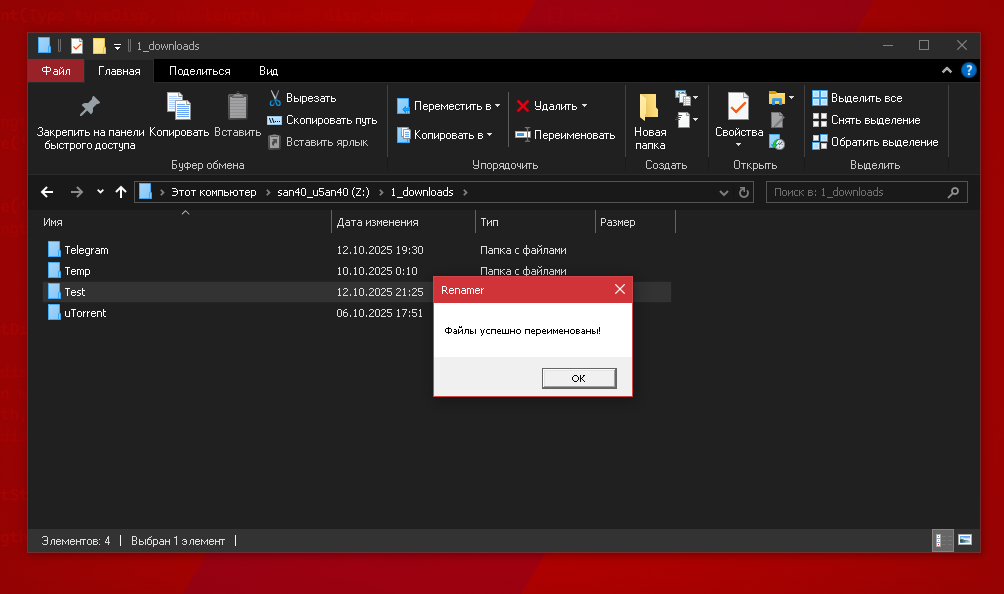 1_downloads
Файл Главная Поделиться Вид
Закрепить на панели быстрого доступа
Копировать
Вставить
Вырезать
Скопировать путь
Вставить ярлык
Буфер обмена
Переместить в
Копировать в
Удалить
Переименовать
Упорядочить
Новая папка
Создать
Свойства
Открыть
Выделить все
Снять выделение
Обратить выделение
Выделить
Этот компьютер > san40_u5an40 (Z:) > 1_downloads >
Поиск в: 1_downloads
Имя Дата изменения Тип Размер
Telegram 12.10.2025 19:30 Папка с файлами
Temp 10.10.2025 0:10 Папка с файлами
Test 12.10.2025 21:25
uTorrent 06.10.2025 17:51
Renamer
Файлы успешно переименованы!
OK
Элементов: 4 Выбран 1 элемент